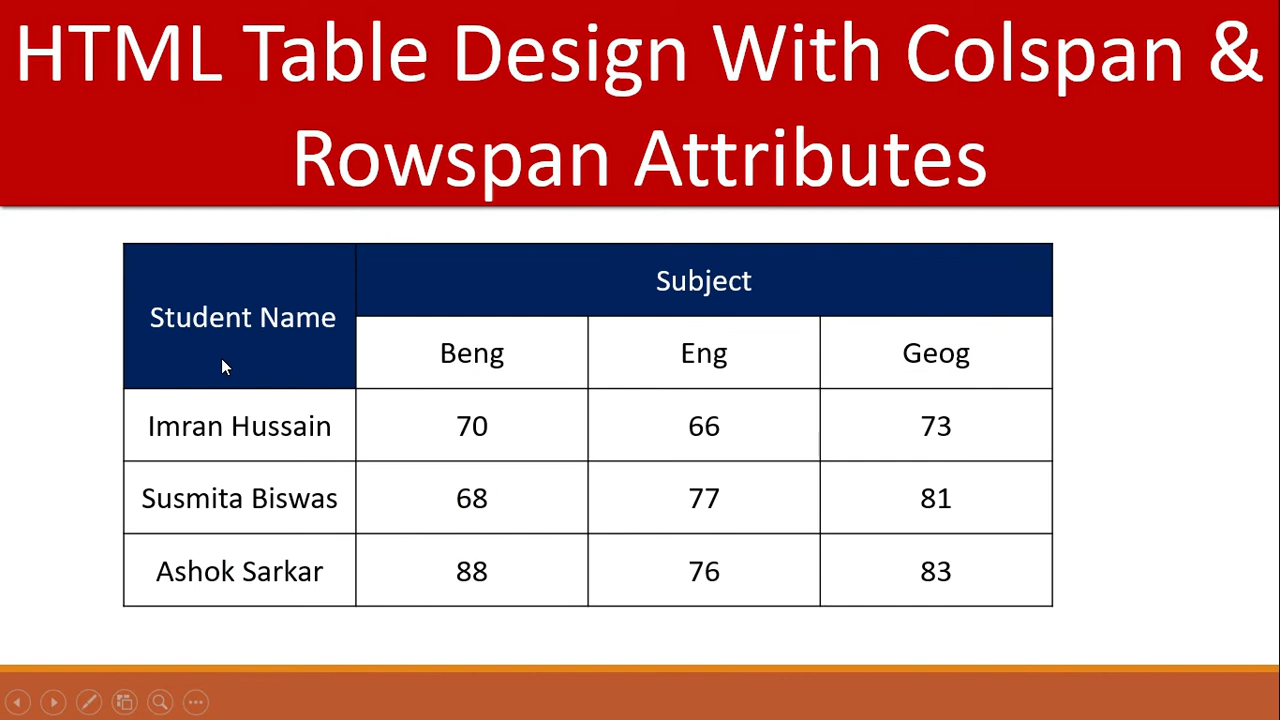 HTML Table Design With Colspan &
Rowspan Attributes
Student Name
Subject
Beng Eng Geog
Imran Hussain 70 66 73
Susmita Biswas 68 77 81
Ashok Sarkar 88 76 83